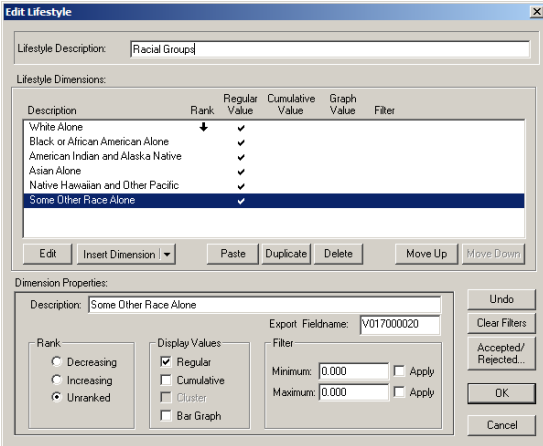 Edit Lifestyle
Lifestyle Description: Racial Groups
Lifestyle Dimensions:
Regular Cumulative Graph
Description Rank Value Value Value Filter
White Alone
Black or African American Alone
American Indian and Alaska Native
Asian Alone
Native Hawaiian and Other Pacific
Some Other Race Alone
Edit Insert Dimension Paste Duplicate Delete Move Up Move Down
Dimension Properties:
Description: Some Other Race Alone
Export Fieldname: V017000020
Rank
Decreasing
Increasing
Unranked
Display Values
Regular
Cumulative
Cluster
Bar Graph
Filter
Minimum: 0.000 Apply
Maximum: 0.000 Apply
Undo
Clear Filters
Accepted/
Rejected...
OK
Cancel